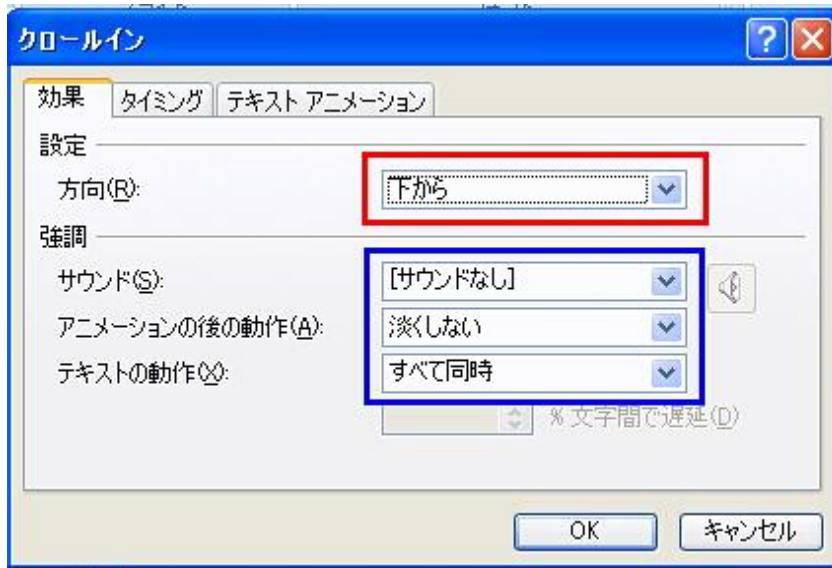 クロールイン
効果 タイミング テキスト アニメーション
設定
方向(R): 下から
強調
サウンド(S): [サウンドなし]
アニメーションの後の動作(A): 淡くしない
テキストの動作(X): すべて同時
% 文字間で遅延(D)
OK キャンセル